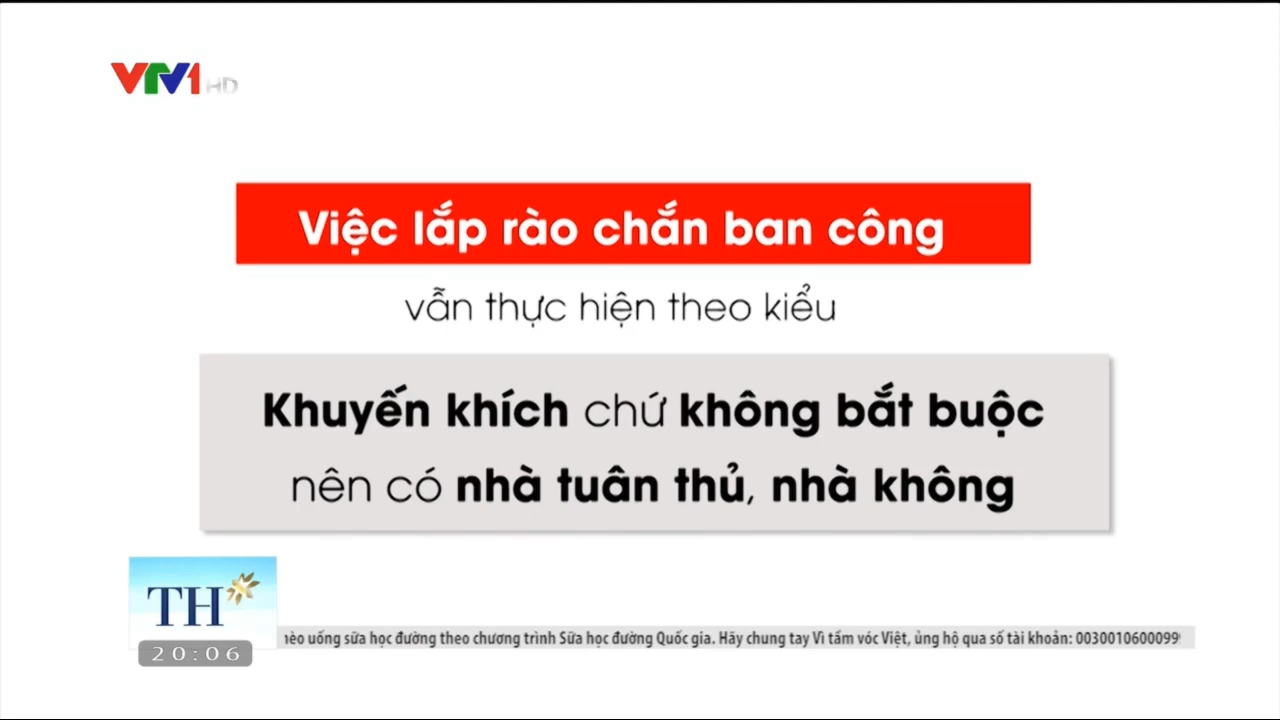 VTV1 HD
Việc lắp rào chắn ban công
vẫn thực hiện theo kiểu
Khuyến khích chứ không bắt buộc
nên có nhà tuân thủ, nhà không
TH
uống sữa học đường theo chương trình Sữa học đường Quốc gia. Hãy chung tay Vì tầm vóc Việt, ủng hộ qua số tài khoản:
20:06